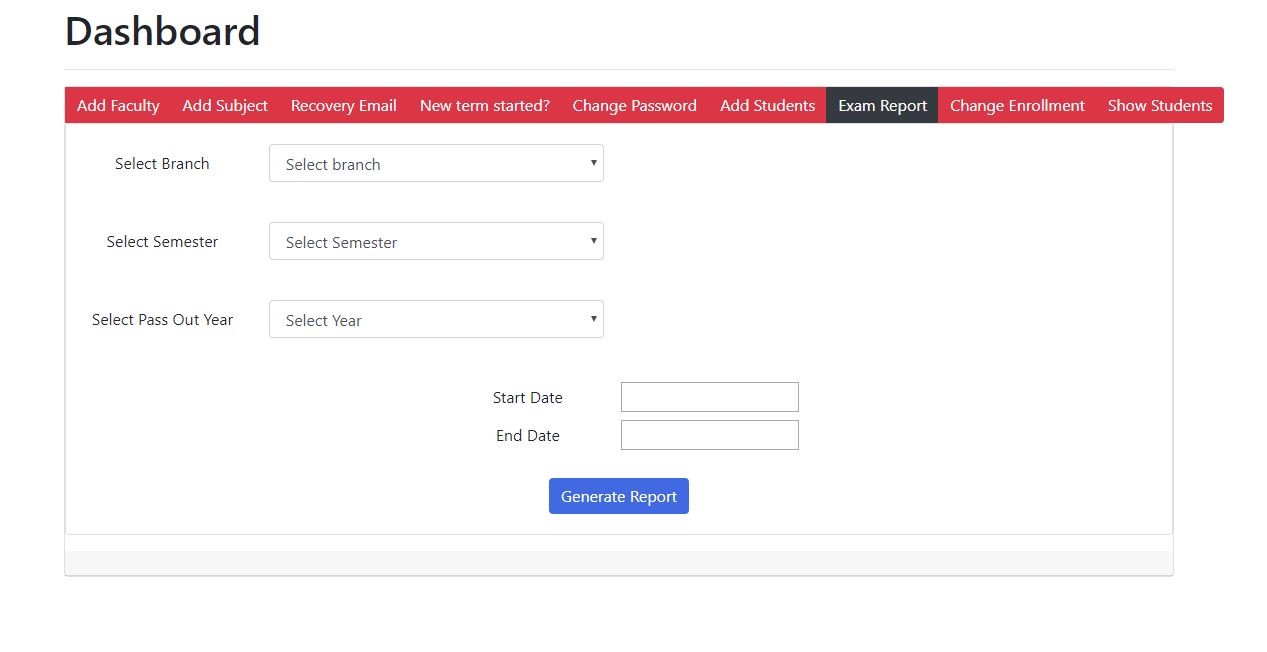 Dashboard
Add Faculty Add Subject Recovery Email New term started? Change Password Add Students Exam Report Change Enrollment Show Students
Select Branch Select branch
Select Semester Select Semester
Select Pass Out Year Select Year
Start Date
End Date
Generate Report